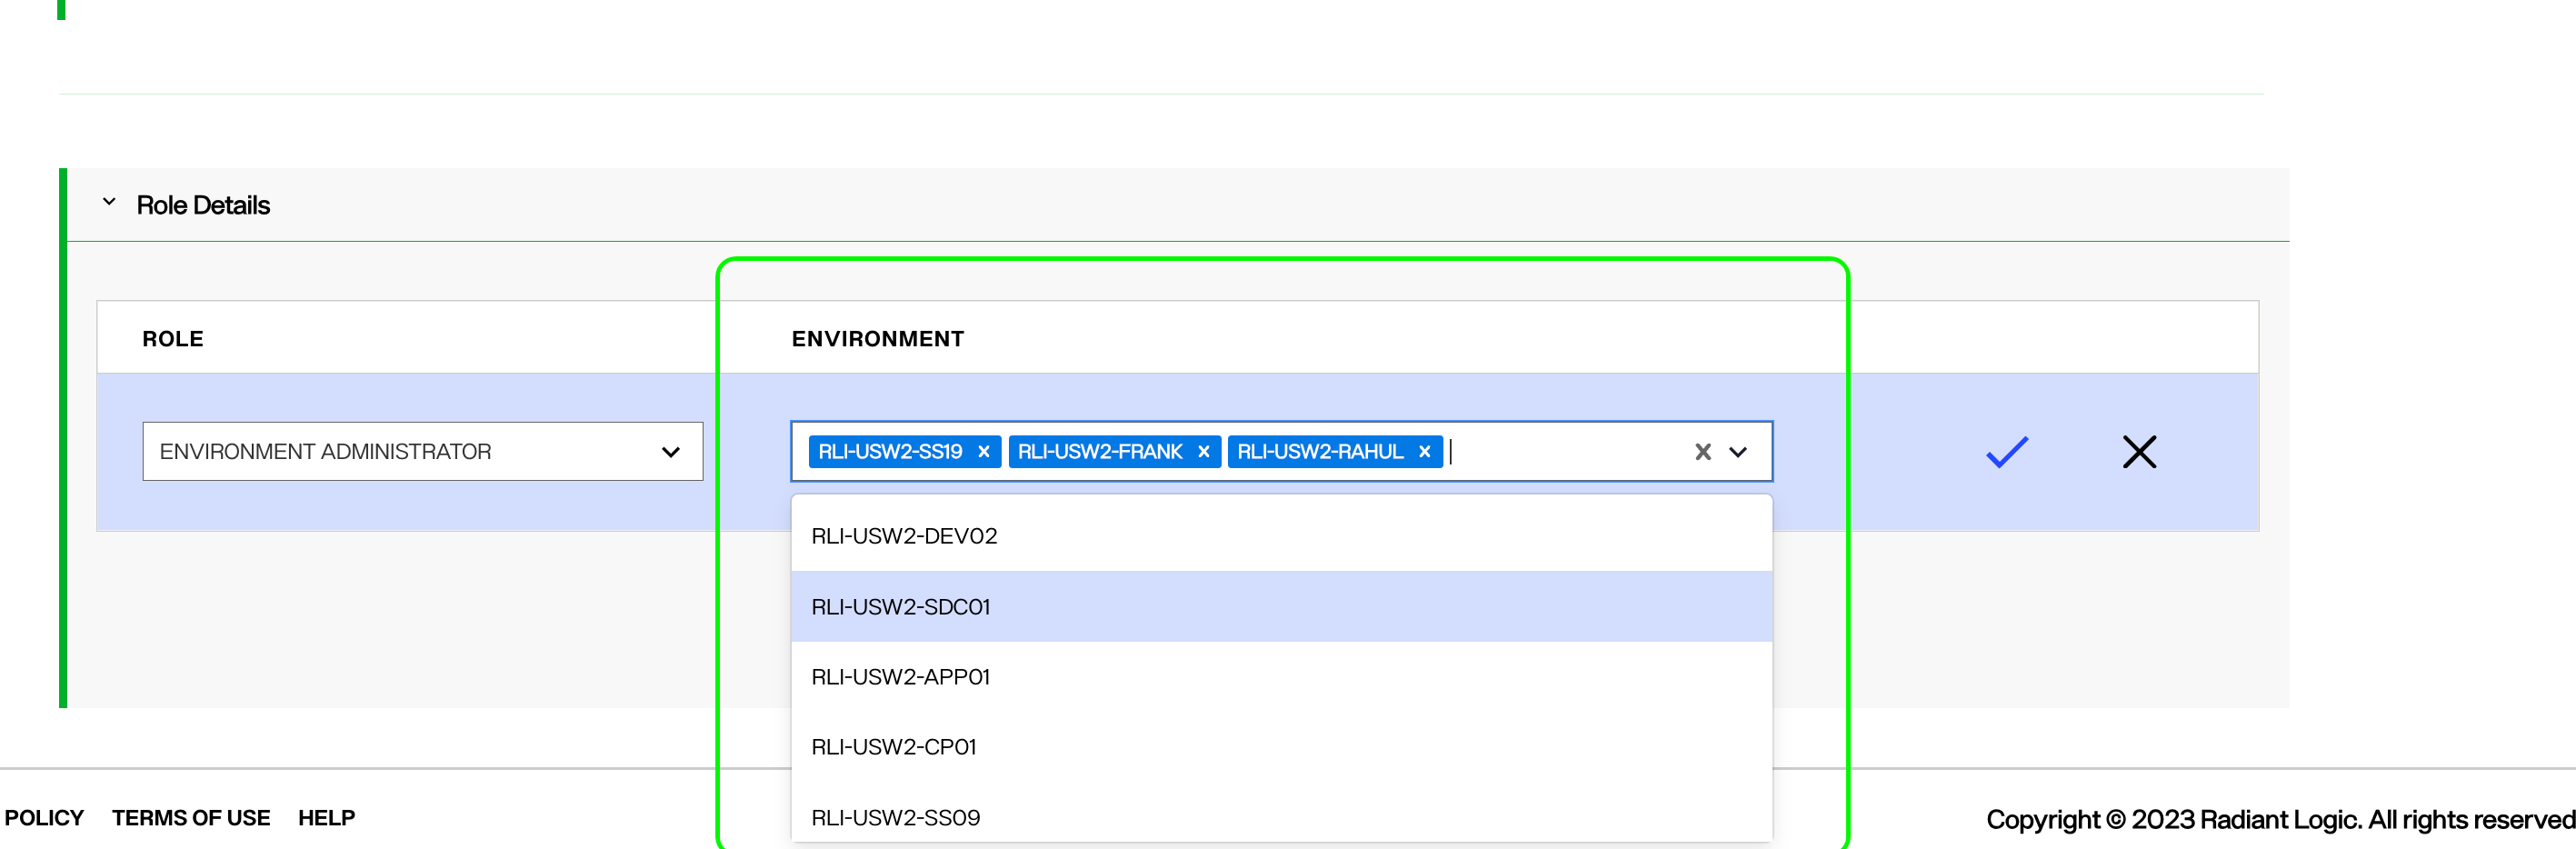 Role Details
ROLE ENVIRONMENT
ENVIRONMENT ADMINISTRATOR RLI-USW2-SS19 RLI-USW2-FRANK RLI-USW2-RAHUL
RLI-USW2-DEV02
RLI-USW2-SDC01
RLI-USW2-APP01
RLI-USW2-CP01
RLI-USW2-SS09
POLICY TERMS OF USE HELP Copyright © 2023 Radiant Logic. All rights reserved